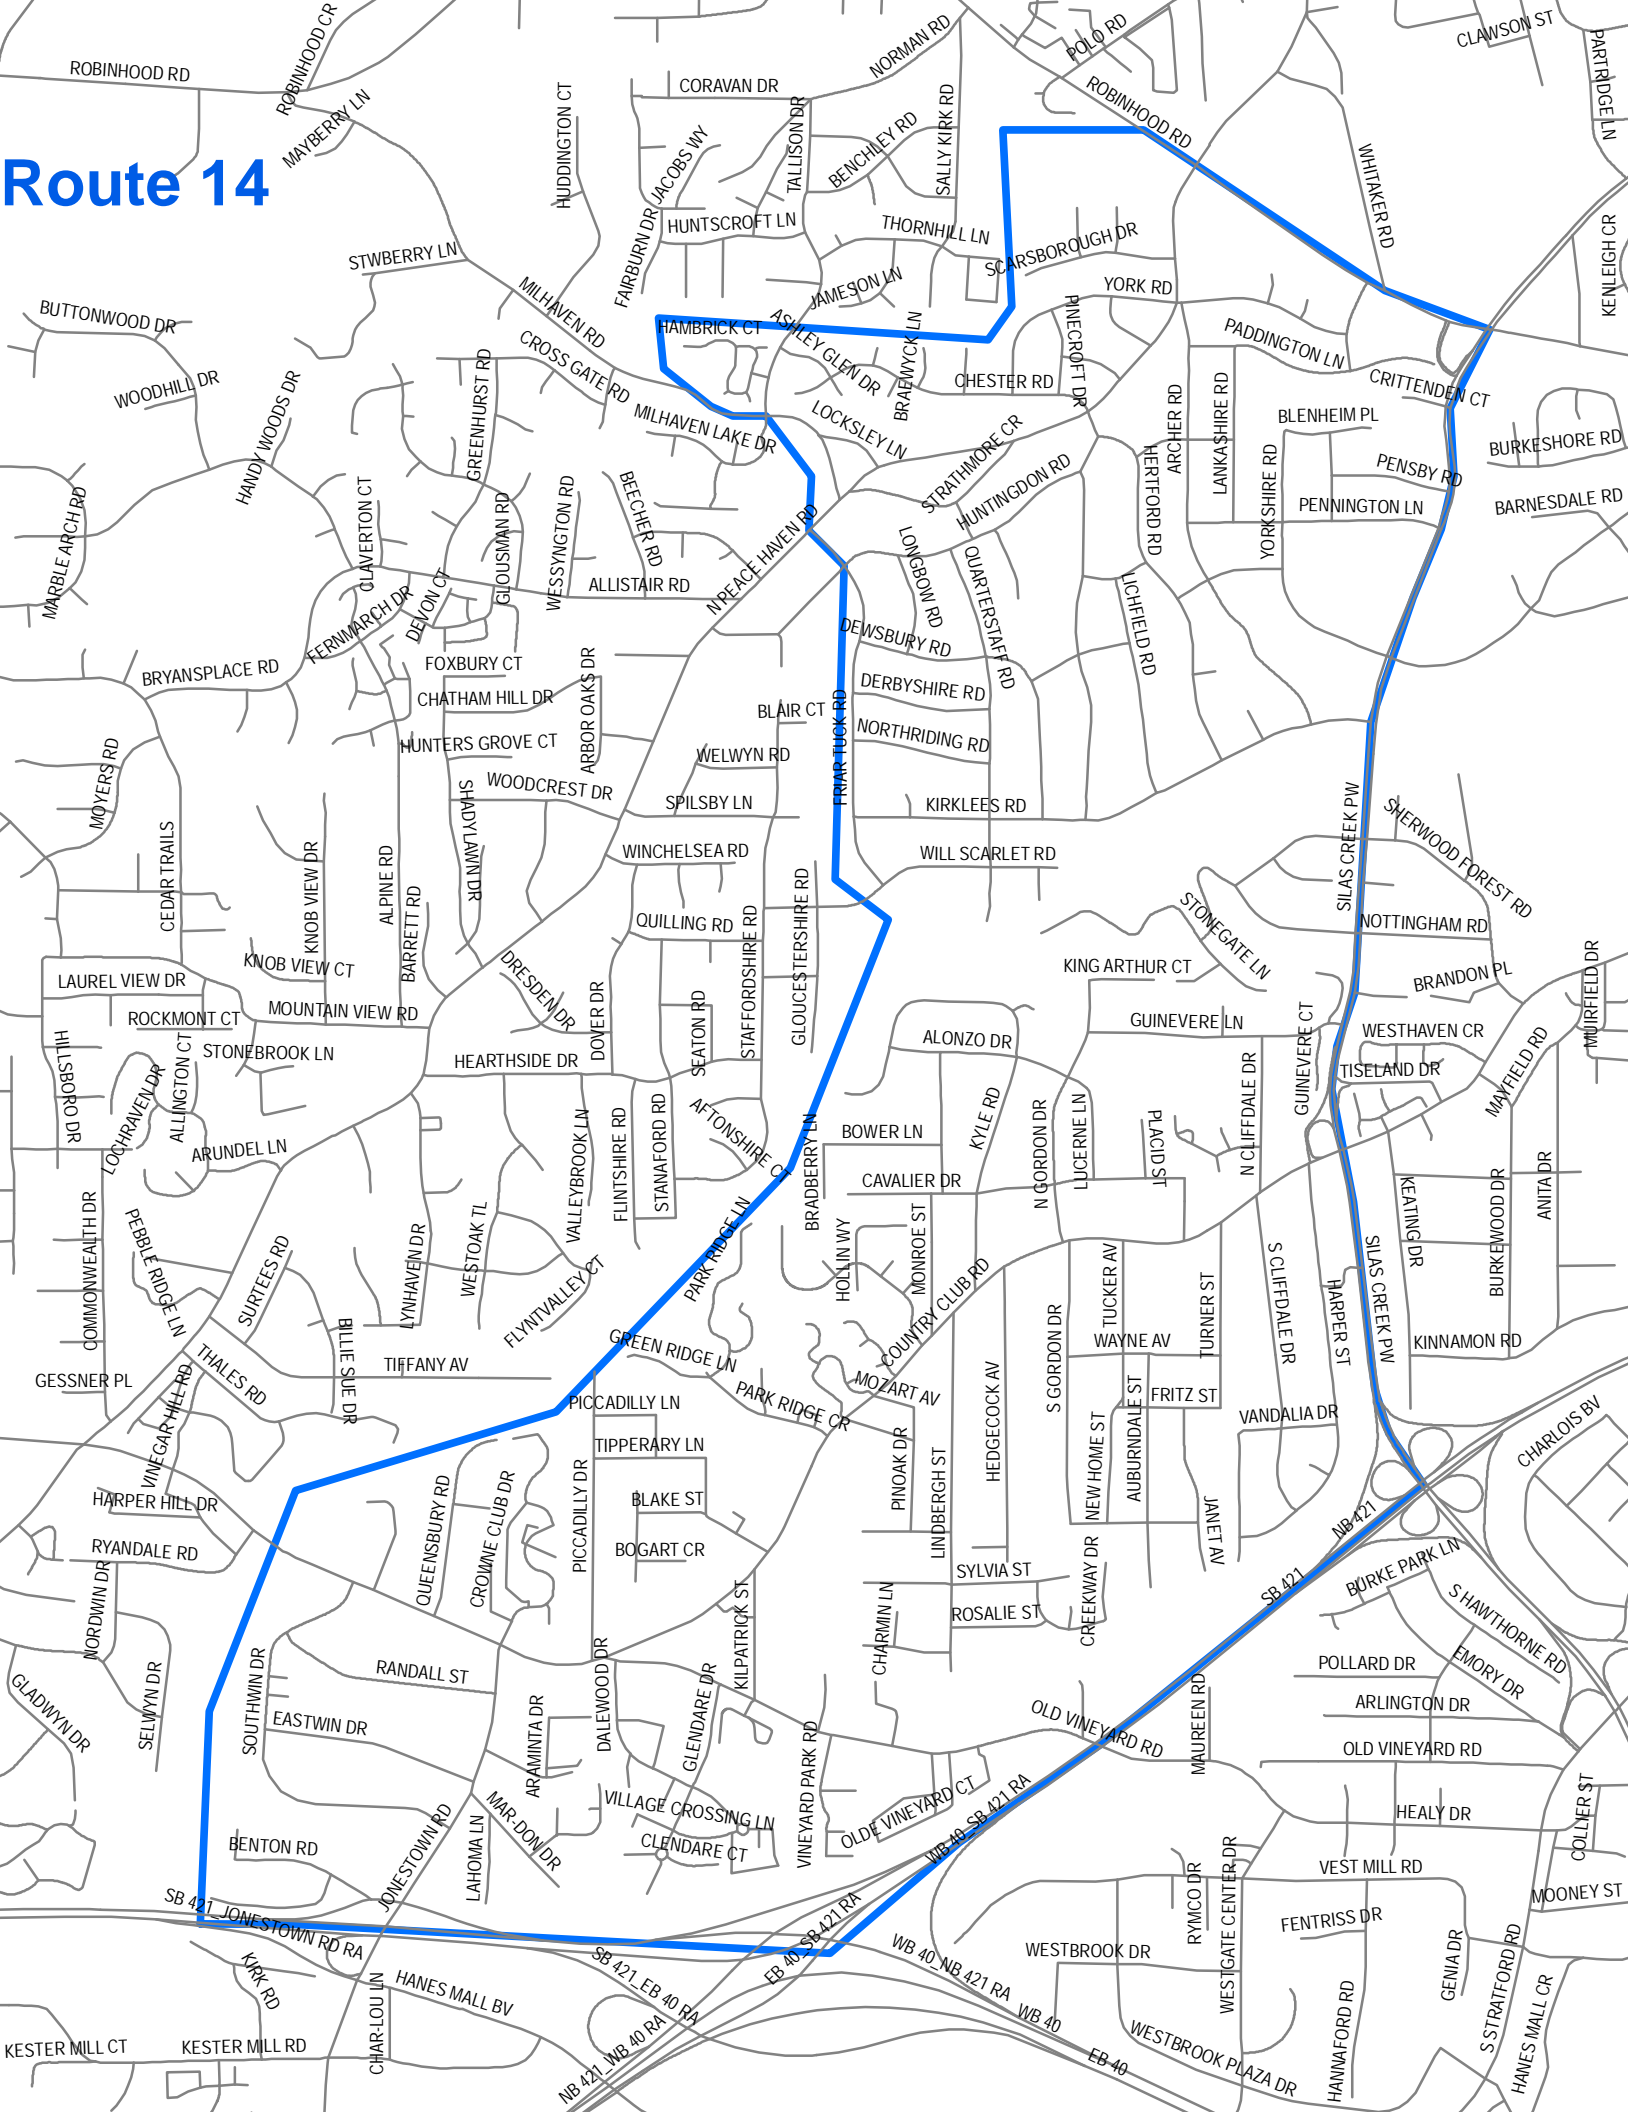 CLAWSON ST
POLO RD
NORMAN RD
ROBINHOOD CR
PARTRIDGE LN
ROBINHOOD RD
CORAVAN DR
ROBINHOOD RD
MAYBERRY LN
HUDDINGTON CT
JACOBS WY
TALLISON DR
BENCHLEY RD
SALLY KIRK RD
WHITAKER RD
Route 14
HUNTSCROFT LN
THORNHILL LN
SCARSBOROUGH DR
KENLEIGH CR
FAIRBURN DR
STWBERRY LN
MILHAVEN RD
JAMESON LN
YORK RD
BUTTONWOOD DR
HAMBRICK CT
ASHLEY GLEN DR
BRAEWYCK LN
PINECROFT DR
PADDINGTON LN
WOODHILL DR
CROSS GATE RD
CHESTER RD
CRITTENDEN CT
HANDY WOODS DR
GREENHURST RD
MILHAVEN LAKE DR
LOCKSLEY LN
ARCHER RD
LANKASHIRE RD
BLENHEIM PL
BURKESHORE RD
STRATHMORE CR
HUNTINGDON RD
HERTFORD RD
YORKSHIRE RD
PENSBY RD
PENNINGTON LN
BARNESDALE RD
MARBLE ARCH RD
CLAVERTON CT
GLOUSMAN RD
WESSYNGTON RD
BEECHER RD
N PEACE HAVEN RD
LONGBOW RD
QUARTERSTAFF RD
LICHFIELD RD
ALLISTAIR RD
DEVON CT
FERNMARCH DR
DEWSBURY RD
BRYANSPLACE RD
FOXBURY CT
ARBOR OAKS DR
DERBYSHIRE RD
CHATHAM HILL DR
BLAIR CT
FRIAR TUCK RD
NORTHRIDING RD
HUNTERS GROVE CT
WELWYN RD
MOYERS RD
WOODCREST DR
SHADYLAWN DR
SPILSBY LN
KIRKLEES RD
SILAS CREEK PW
SHERWOOD FOREST RD
CEDAR TRAILS
KNOB VIEW DR
ALPINE RD
WINCHELSEA RD
WILL SCARLET RD
BARRETT RD
QUILLING RD
GLOUCESTERSHIRE RD
STAFFORDSHIRE RD
STONEGATE LN
NOTTINGHAM RD
KNOB VIEW CT
KING ARTHUR CT
BRANDON PL
LAUREL VIEW DR
DRESDEN DR
DOVER DR
SEATON RD
MUIRFIELD DR
ROCKMONT CT
MOUNTAIN VIEW RD
GUINEVERE LN
GUINEVERE CT
WESTHAVEN CR
STONEBROOK LN
ALONZO DR
HEARTHSIDE DR
TISELAND DR
MAYFIELD RD
HILLSBORO DR
LOCHRAVEN DR
ALLINGTON CT
ARUNDEL LN
AFTONSHIRE CT
BOWER LN
KYLE RD
N GORDON DR
LUCERNE LN
PLACID ST
N CLIFFDALE DR
VALLEYBROOK LN
FLINTSHIRE RD
STANAFORD RD
BRADBERRY LN
CAVALIER DR
COMMONWEALTH DR
PEBBLE RIDGE LN
SURTEES RD
LYNHAVEN DR
WESTOAK TL
PARK RIDGE LN
HOLLIN WY
MONROE ST
KEATING DR
BURKEWOOD DR
ANITA DR
FLYNTVALLEY CT
COUNTRY CLUB RD
TUCKER AV
TURNER ST
S CLIFFDALE DR
HARPER ST
SILAS CREEK PW
BILLIE SUE DR
GREEN RIDGE LN
S GORDON DR
WAYNE AV
KINNAMON RD
THALES RD
TIFFANY AV
GESSNER PL
PICCADILLY LN
PARK RIDGE CR
MOZART AV
HEDGECOCK AV
FRITZ ST
VANDALIA DR
VINEGAR HILL RD
TIPPERARY LN
PINOAK DR
LINDBERGH ST
NEW HOME ST
AUBURNDALE ST
CHARLOIS BV
HARPER HILL DR
QUEENSBURY RD
CROWNE CLUB DR
PICCADILLY DR
BLAKE ST
JANET AV
NB 421
RYANDALE RD
BOGART CR
SYLVIA ST
SB 421
BURKE PARK LN
NORDWIN DR
KILPATRICK ST
CHARMIN LN
ROSALIE ST
CREEKWAY DR
S HAWTHORNE RD
RANDALL ST
POLLARD DR
EMORY DR
GLADWYN DR
SELWYN DR
SOUTHWIN DR
EASTWIN DR
ARAMINTA DR
DALEWOOD DR
GLENDARE DR
VINEYARD PARK RD
OLD VINEYARD RD
MAUREEN RD
ARLINGTON DR
OLD VINEYARD RD
MAR-DON DR
VILLAGE CROSSING LN
OLDE VINEYARD CT
WB 40_SB 421 RA
HEALY DR
COLLIER ST
BENTON RD
JONESTOWN RD
LAHOMA LN
CLENDARE CT
VEST MILL RD
SB 421_JONESTOWN RD RA
EB 40_SB 421 RA
RYMCO DR
WESTGATE CENTER DR
FENTRISS DR
MOONEY ST
WESTBROOK DR
KIRK RD
HANES MALL BV
SB 421_EB 40 RA
WB 40_NB 421 RA
GENIA DR
S STRATFORD RD
CHAR-LOU LN
WB 40
HANNAFORD RD
HANES MALL CR
KESTER MILL CT
KESTER MILL RD
NB 421_WB 40 RA
EB 40
WESTBROOK PLAZA DR